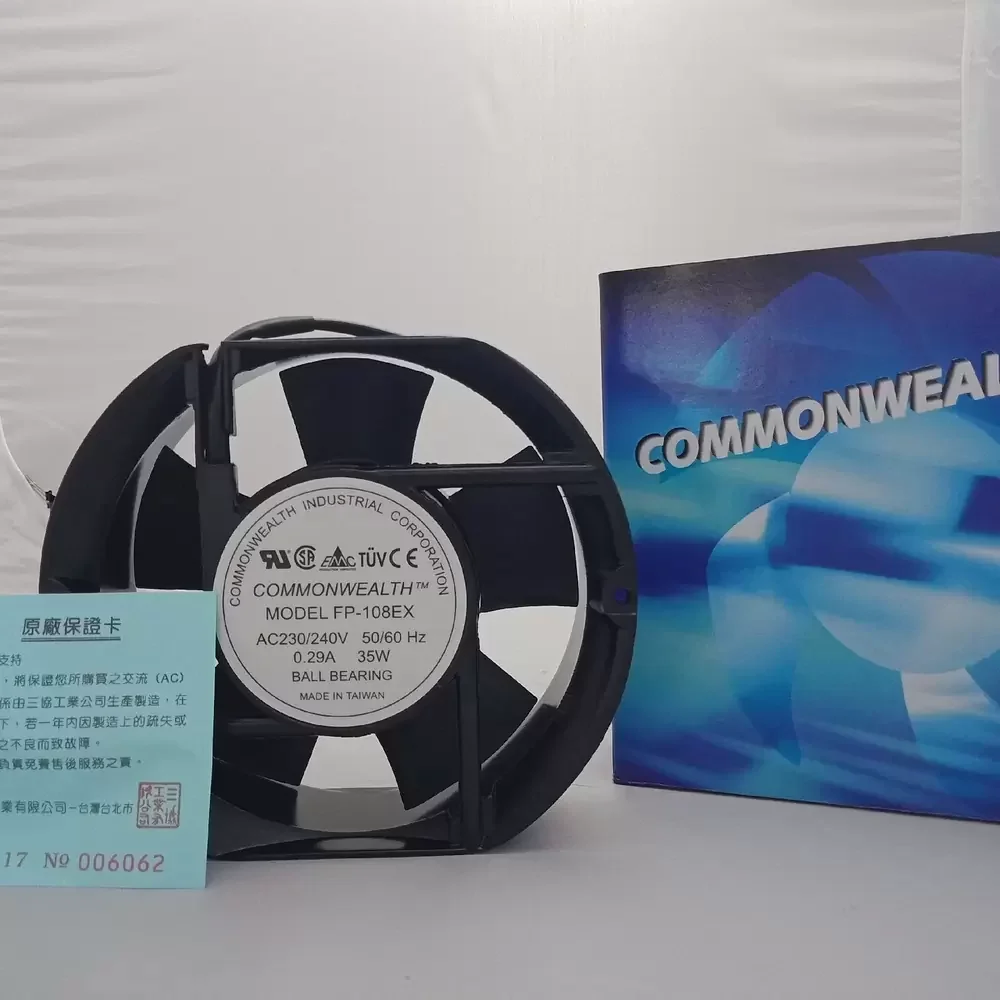 COMMONWEAL
COMMONWEALTH INDUSTRIAL CORPORATION
EMC TÜV CE
COMMONWEALTH™
MODEL FP-108EX
AC230/240V 50/60 Hz
0.29A 35W
BALL BEARING
MADE IN TAIWAN
原廠保證卡
支持
，將保證您所購買之交流 (AC)
係由三協工業公司生產製造，在
下，若一年內因製造上的疏失或
之不良而致故障。
負責免費售後服務之責。
業有限公司－台灣台北市
17 № 006062